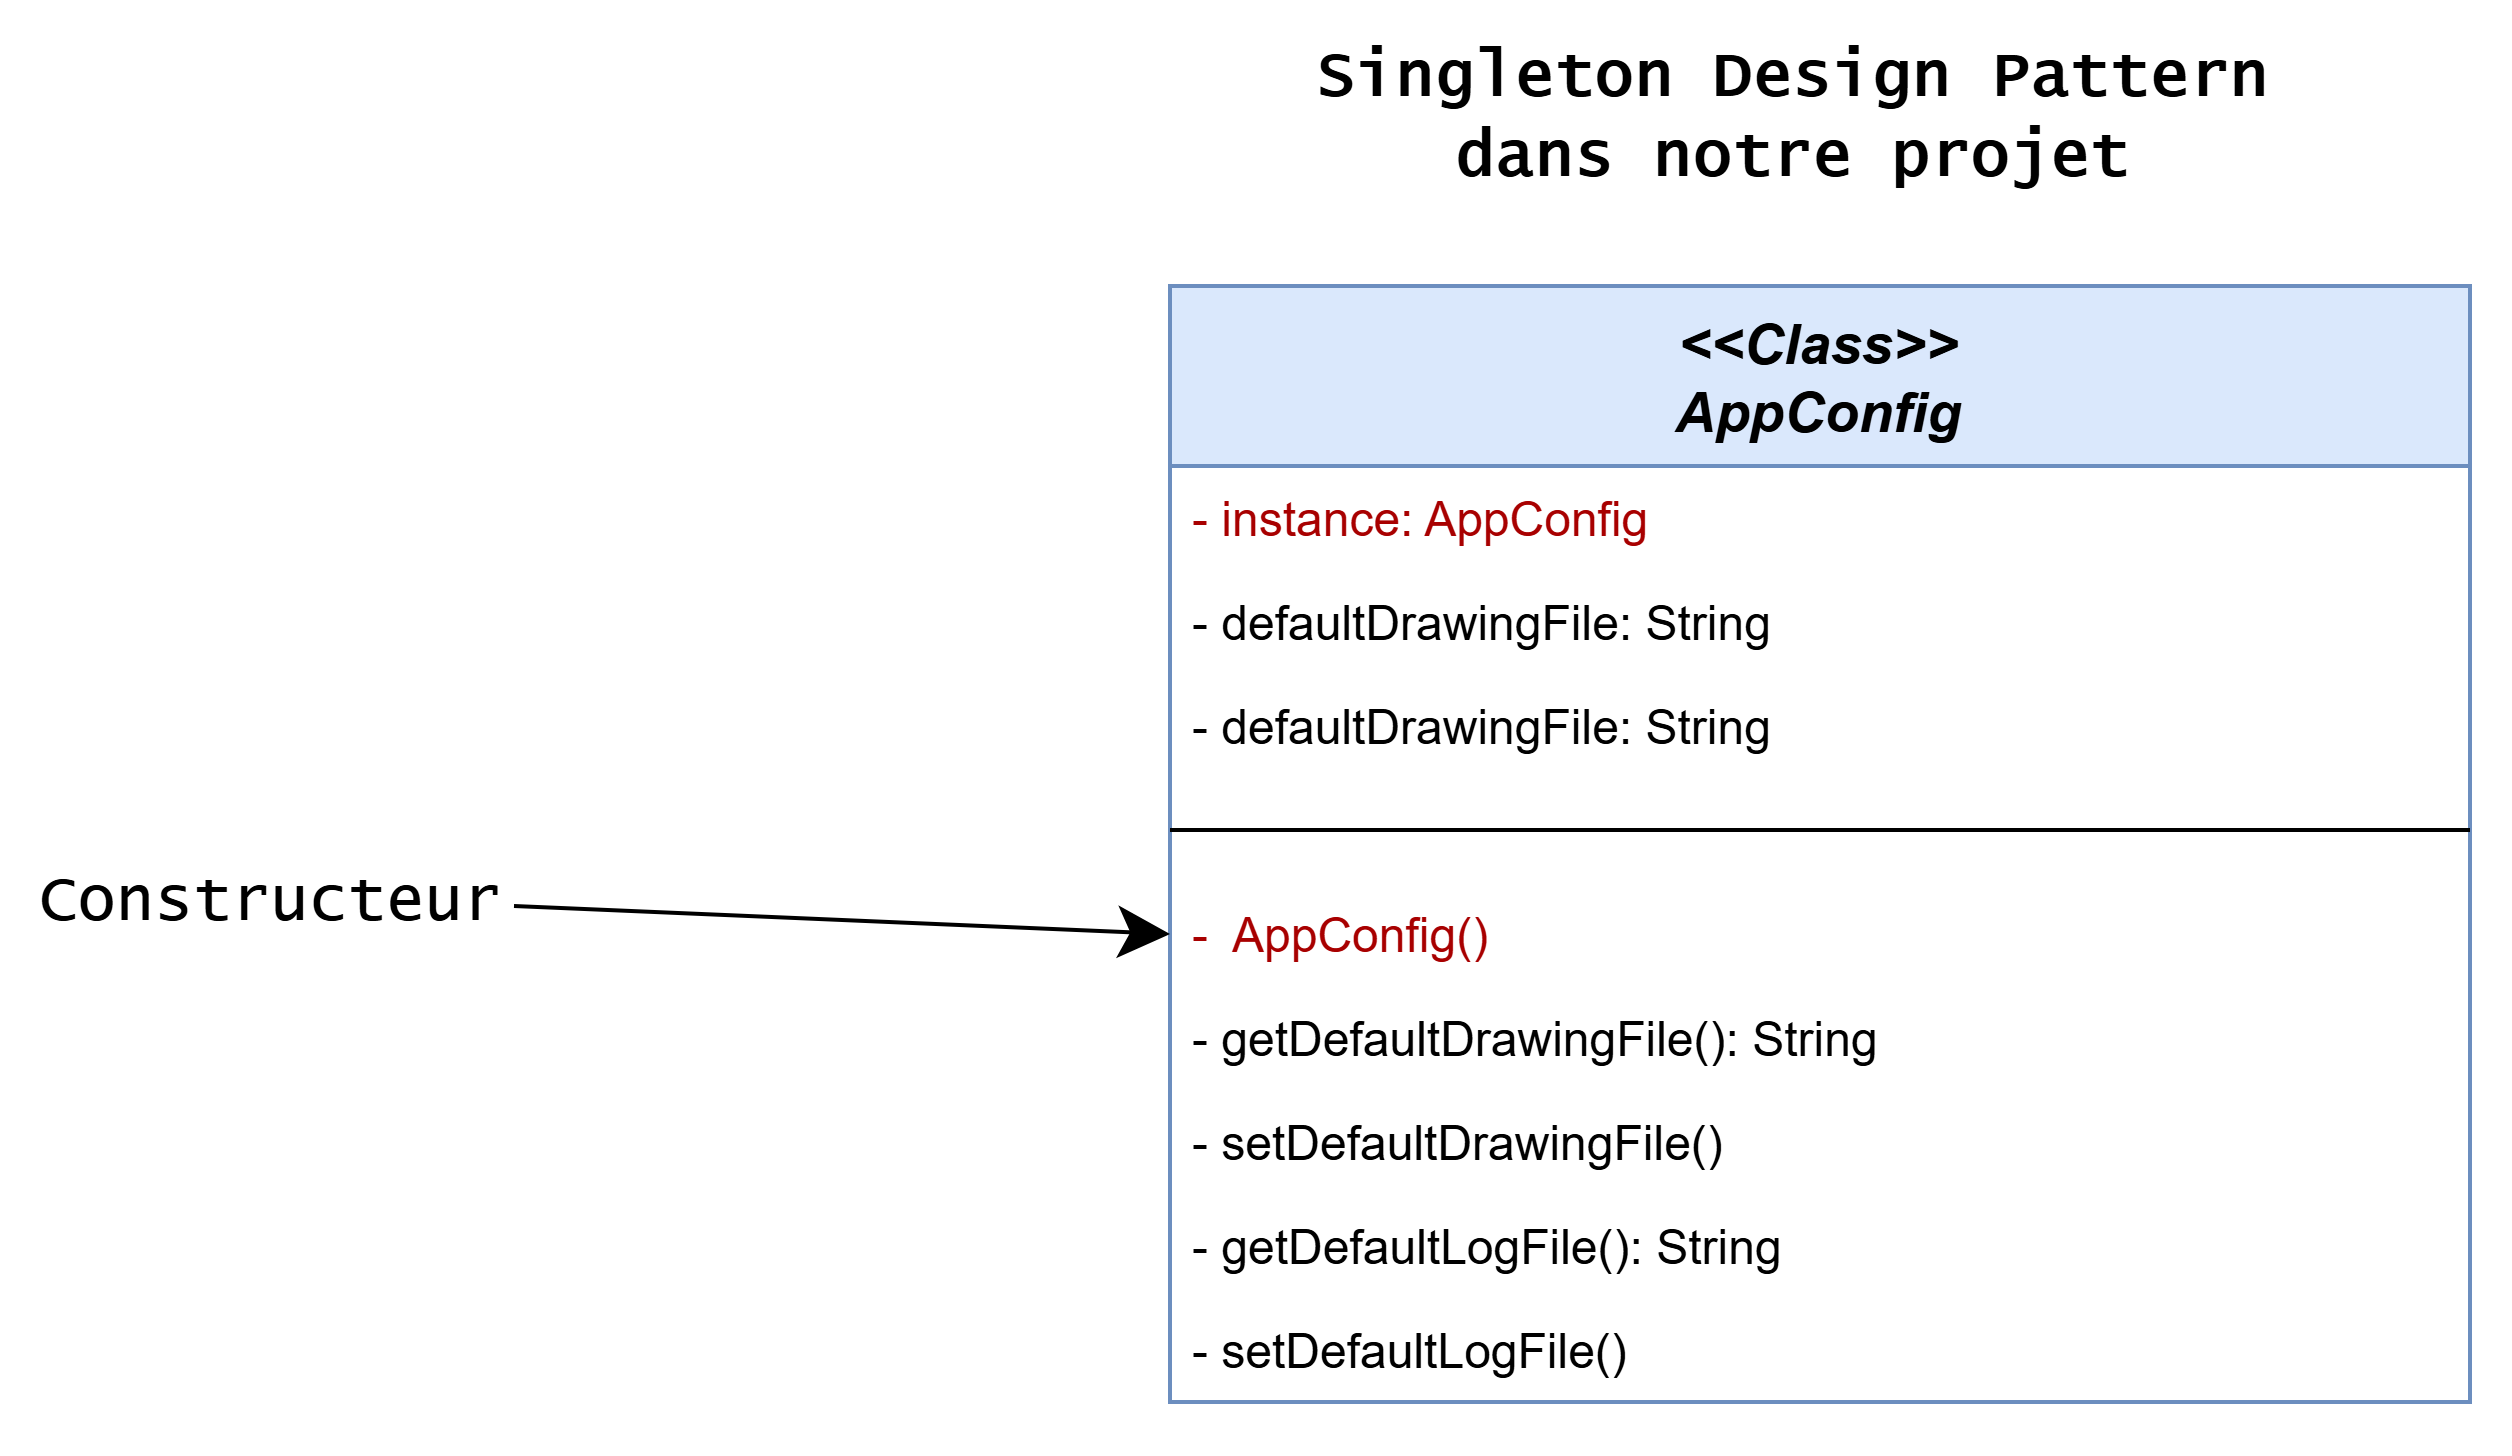 Singleton Design Pattern
dans notre projet
<<Class>>
AppConfig
- instance: AppConfig
- defaultDrawingFile: String
- defaultDrawingFile: String
Constructeur
- AppConfig()
- getDefaultDrawingFile(): String
- setDefaultDrawingFile()
- getDefaultLogFile(): String
- setDefaultLogFile()